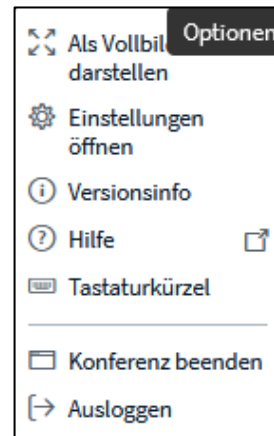 Optionen
Als Vollbil
darstellen
Einstellungen
öffnen
Versionsinfo
Hilfe
Tastaturkürzel
Konferenz beenden
Ausloggen